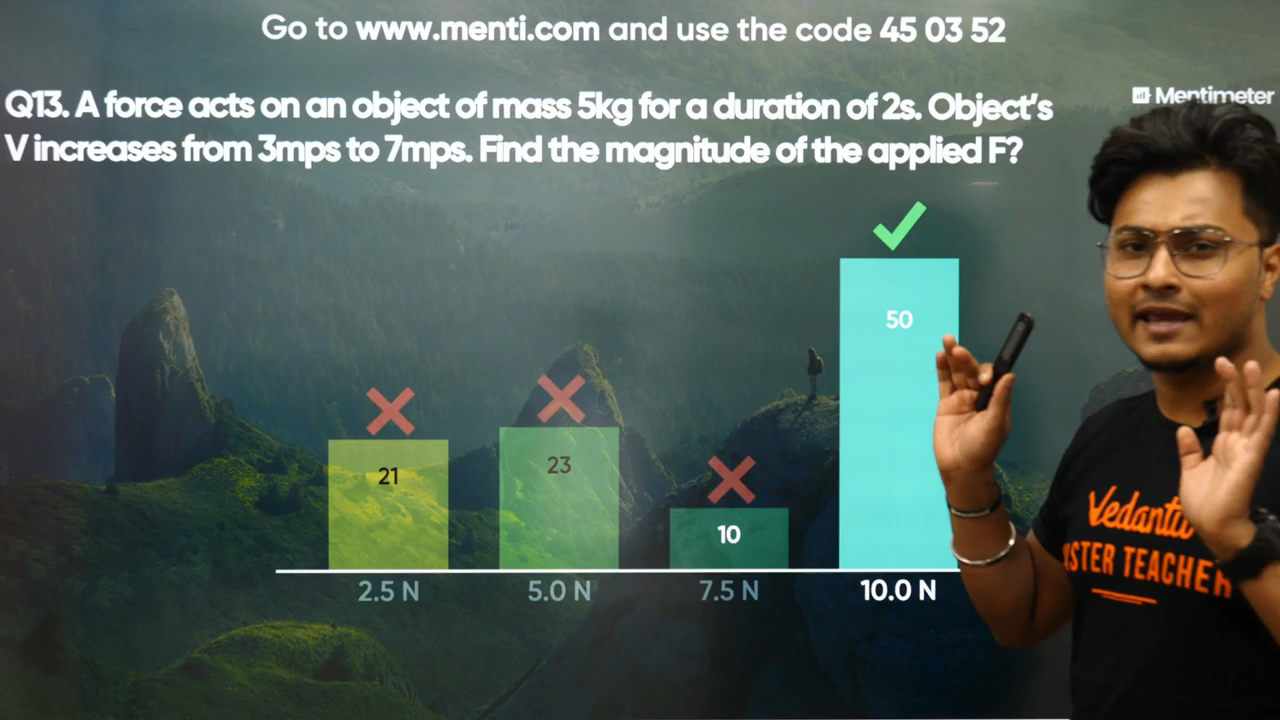 Go to www.menti.com and use the code 45 03 52
Mentimeter
Q13. A force acts on an object of mass 5kg for a duration of 2s. Object's
V increases from 3mps to 7mps. Find the magnitude of the applied F?
50
21
23
10
2.5 N
5.0 N
7.5 N
10.0 N
TEACHER